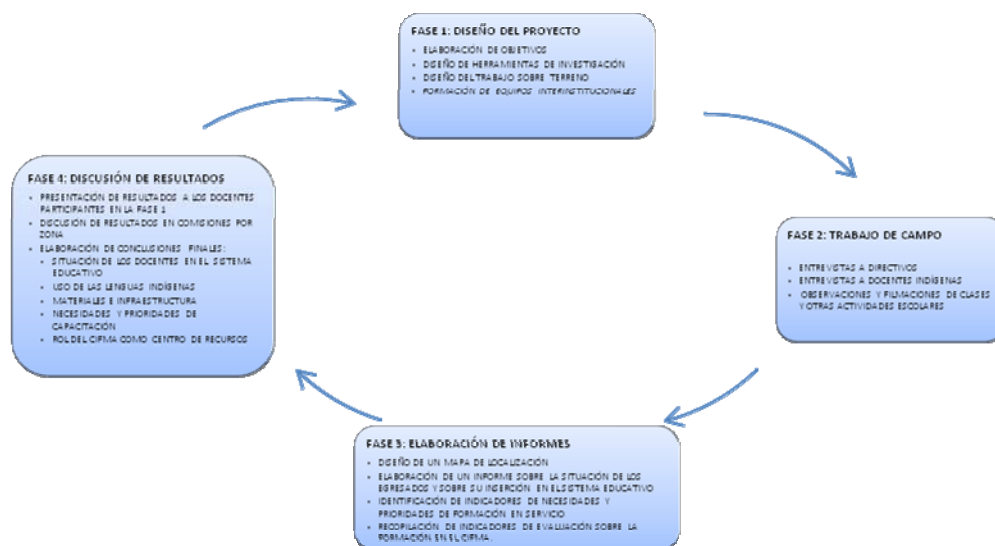 FASE 1: DISEÑO DEL PROYECTO
• ELABORACIÓN DE OBJETIVOS
• DISEÑO DE HERRAMIENTAS DE INVESTIGACIÓN
• DISEÑO DEL TRABAJO SOBRE TERRENO
• FORMACIÓN DE EQUIPOS INTERINSTITUCIONALES
FASE 2: TRABAJO DE CAMPO
• ENTREVISTAS A DIRECTIVOS
• ENTREVISTAS A DOCENTES INDÍGENAS
• OBSERVACIONES Y FILMACIONES DE CLASES
Y OTRAS ACTIVIDADES ESCOLARES
FASE 3: ELABORACIÓN DE INFORMES
• DISEÑO DE UN MAPA DE LOCALIZACIÓN
• ELABORACIÓN DE UN INFORME SOBRE LA SITUACIÓN DE LOS
EGRESADOS Y SOBRE SU INSERCIÓN EN EL SISTEMA EDUCATIVO
• IDENTIFICACIÓN DE INDICADORES DE NECESIDADES Y
PRIORIDADES DE FORMACIÓN EN SERVICIO
• RECOPILACIÓN DE INDICADORES DE EVALUACIÓN SOBRE LA
FORMACIÓN EN EL CIFMA.
FASE 4: DISCUSIÓN DE RESULTADOS
• PRESENTACIÓN DE RESULTADOS A LOS DOCENTES
PARTICIPANTES EN LA FASE 1
• DISCUSIÓN DE RESULTADOS EN COMISIONES POR
ZONA
• ELABORACIÓN DE CONCLUSIONES FINALES:
• SITUACIÓN DE LOS DOCENTES EN EL SISTEMA
EDUCATIVO
• USO DE LAS LENGUAS INDÍGENAS
• MATERIALES E INFRAESTRUCTURA
• NECESIDADES Y PRIORIDADES DE
CAPACITACIÓN
• ROL DEL CIFMA COMO CENTRO DE RECURSOS